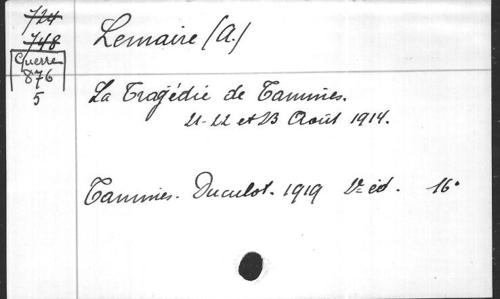 724
748
Guerre
876
5
Lemaire (A.)
La Tragédie de Tamines.
21-22 et 23 Août 1914.
Tamines. Duculot. 1919 2e éd. 16°